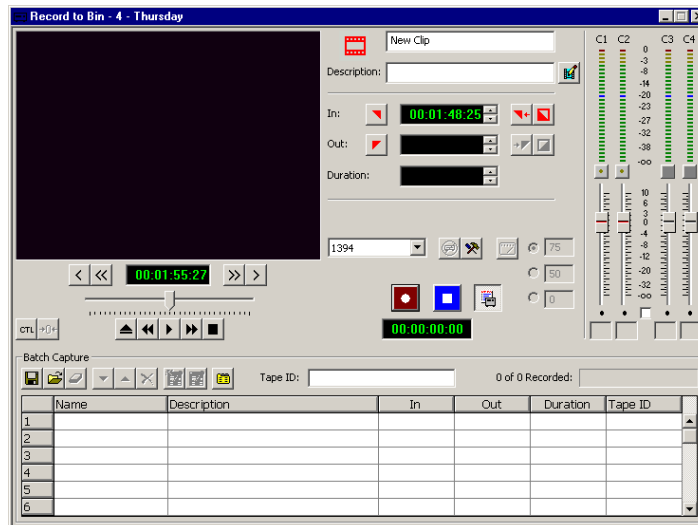 Record to Bin - 4 - Thursday
New Clip
Description:
In: 00:01:48:25
Out:
Duration:
1394
75
50
0
< << 00:01:55:27 >> >
CTL →0←
00:00:00:00
C1 C2 C3 C4
0
-3
-8
-14
-20
-23
-27
-32
-38
-oo
10
6
3
0
-4
-8
-12
-20
-32
-oo
Batch Capture
Tape ID: 0 of 0 Recorded:
Name Description In Out Duration Tape ID
1
2
3
4
5
6